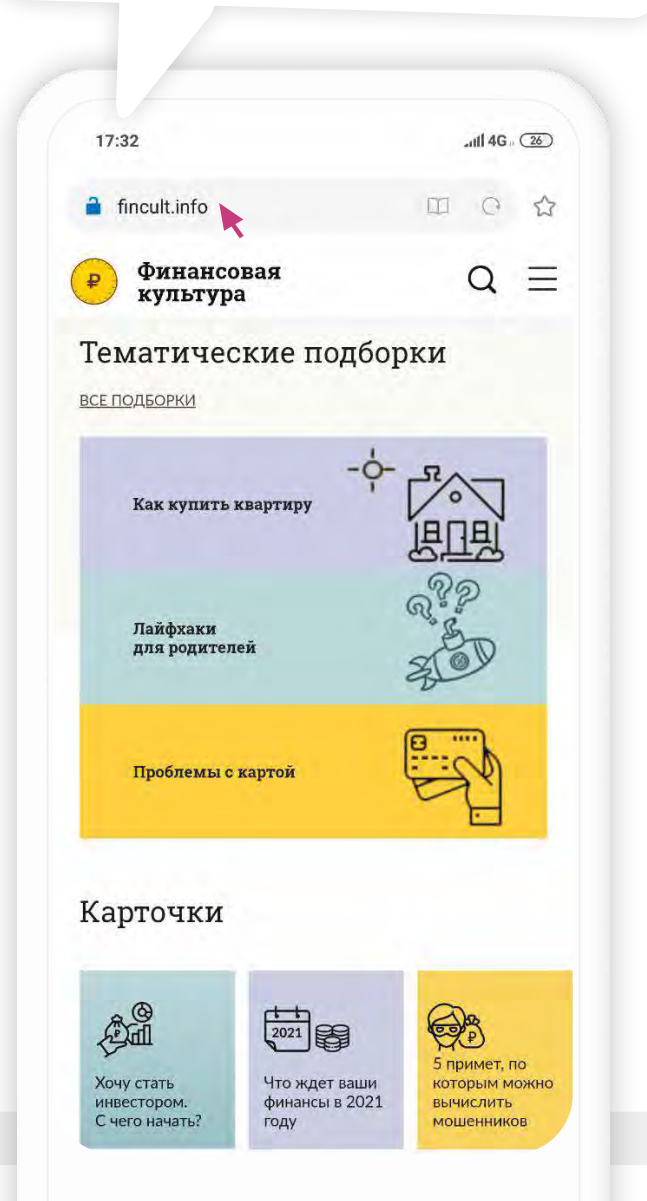 17:32
4G 26
fincult.info
₽
Финансовая
культура
Тематические подборки
ВСЕ ПОДБОРКИ
Как купить квартиру
Лайфхаки
для родителей
???
Проблемы с картой
Карточки
₽
Хочу стать
инвестором.
С чего начать?
2021
Что ждет ваши
финансы в 2021
году
₽
5 примет, по
которым можно
вычислить
мошенников